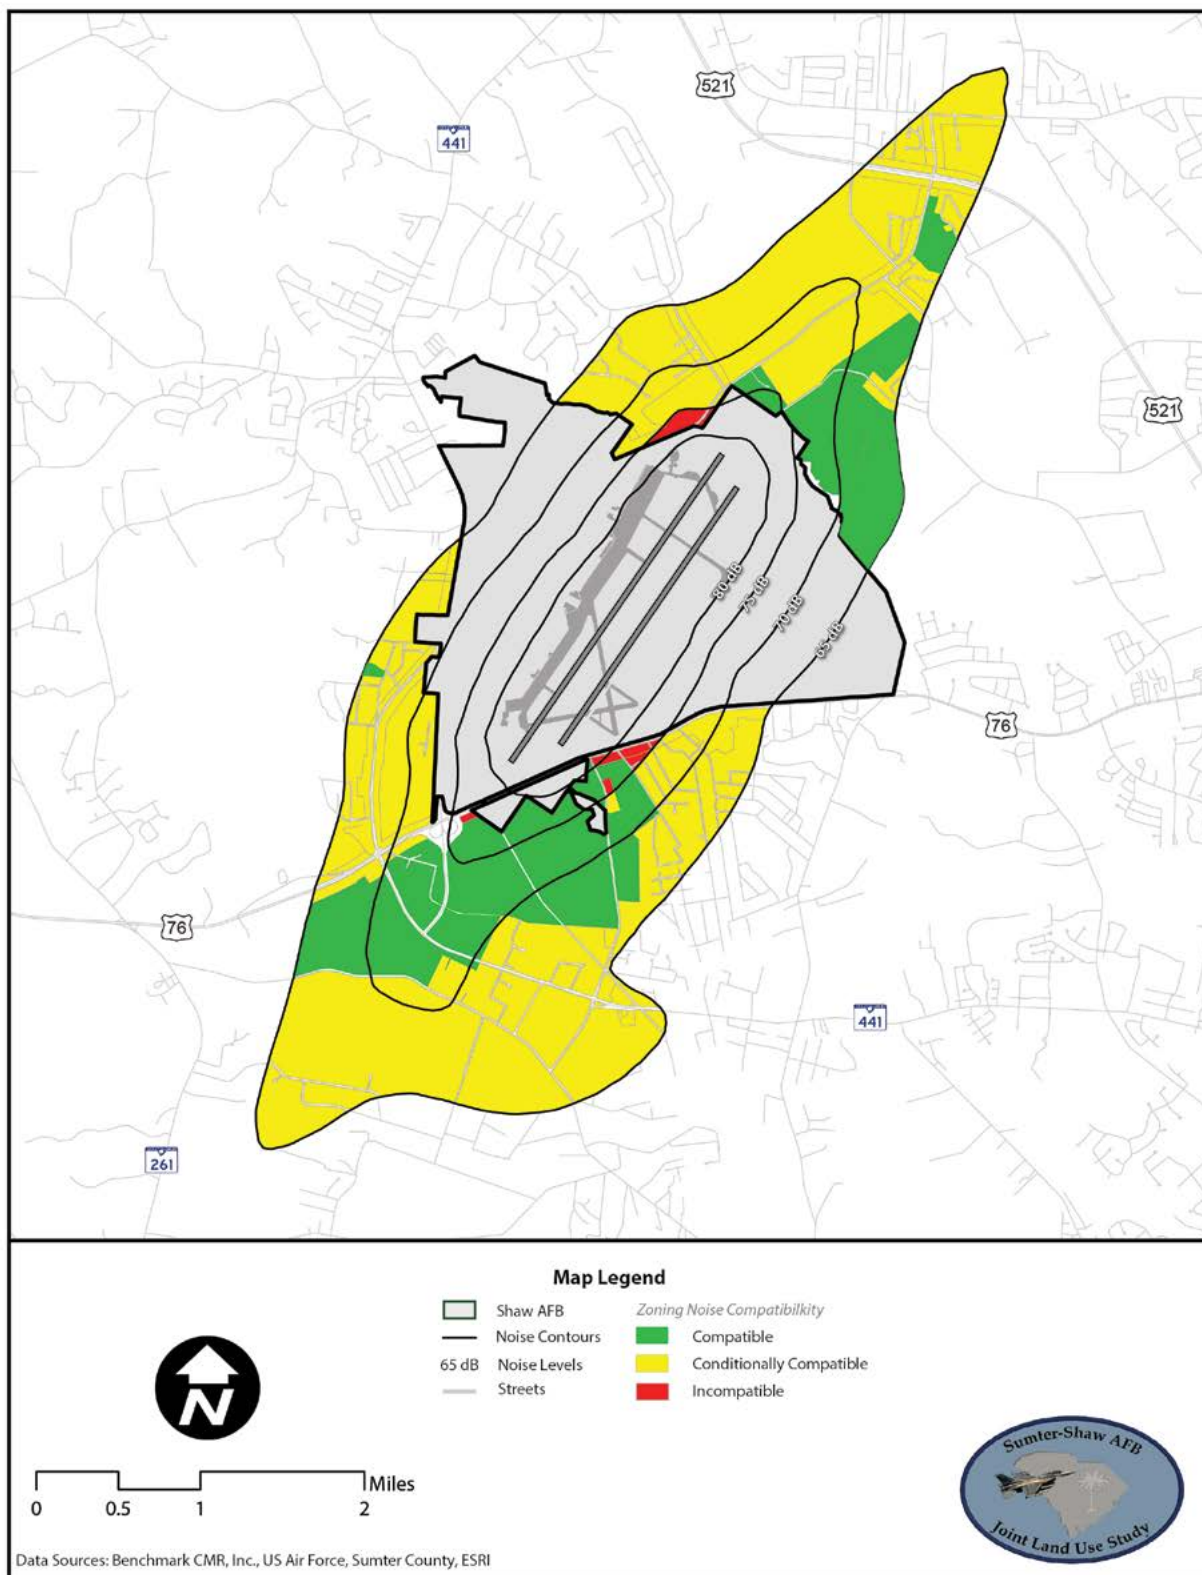 521
441
521
80 dB
75 dB
70 dB
65 dB
76
76
441
261
Map Legend
Shaw AFB
Noise Contours
65 dB Noise Levels
Streets
Zoning Noise Compatibilkity
Compatible
Conditionally Compatible
Incompatible
N
Miles
0 0.5 1 2
Sumter-Shaw AFB
Joint Land Use Study
Data Sources: Benchmark CMR, Inc., US Air Force, Sumter County, ESRI